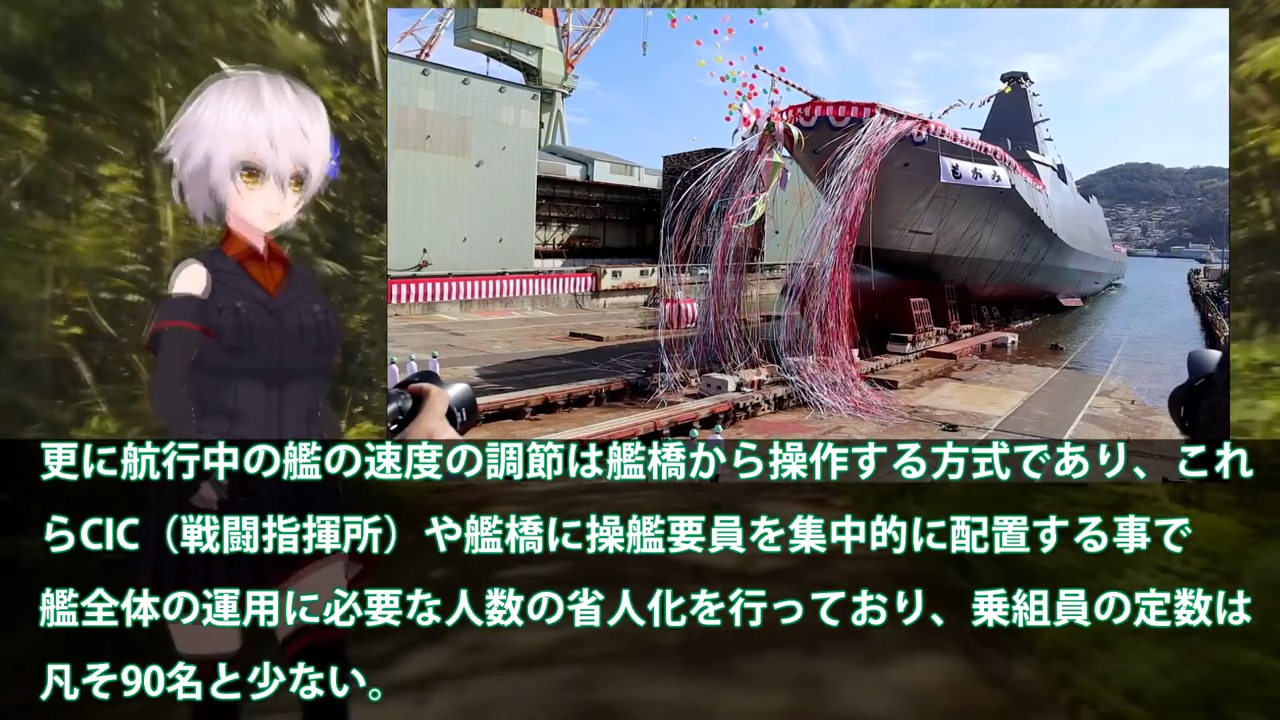 もがみ
更に航行中の艦の速度の調節は艦橋から操作する方式であり、これ
らCIC（戦闘指揮所）や艦橋に操艦要員を集中的に配置する事で
艦全体の運用に必要な人数の省人化を行っており、乗組員の定数は
凡そ90名と少ない。